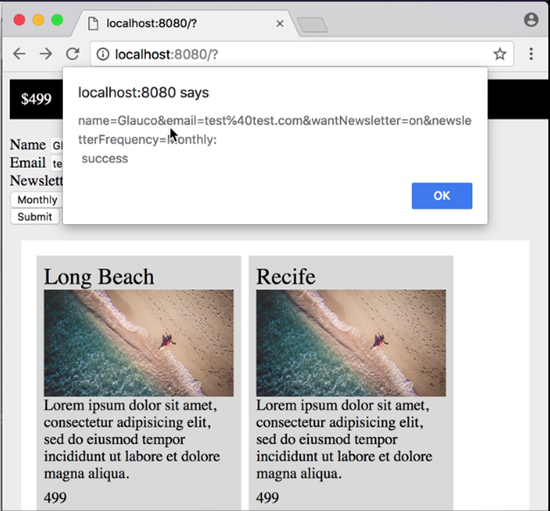 localhost:8080/?
localhost:8080/?
$499
localhost:8080 says
name=Glauco&email=test%40test.com&wantNewsletter=on&newsle
tterFrequency=Monthly:
success
OK
Name Gl
Email te
Newslett
Monthly
Submit
Long Beach
Lorem ipsum dolor sit amet,
consectetur adipisicing elit,
sed do eiusmod tempor
incididunt ut labore et dolore
magna aliqua.
499
Recife
Lorem ipsum dolor sit amet,
consectetur adipisicing elit,
sed do eiusmod tempor
incididunt ut labore et dolore
magna aliqua.
499